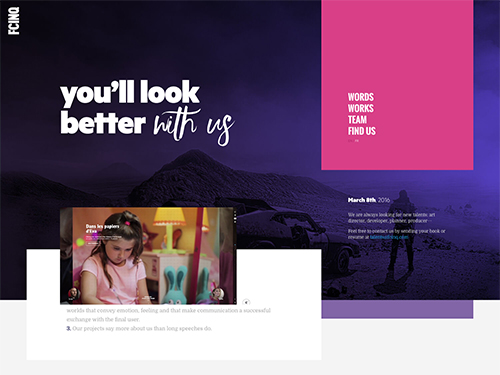 FCINQ
you'll look
better with us
WORDS
WORKS
TEAM
FIND US
March 8th 2016
We are always looking for new talents: art
director, developer, planner, producer
Feel free to contact us by sending your book or
resume at
Dans les papiers
d'Eva
worlds that convey emotion, feeling and that make communication a successful
exchange with the final user.
3. Our projects say more about us than long speeches do.